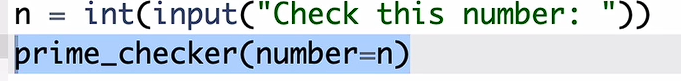 n = int(input("Check this number: "))
prime_checker(number=n)